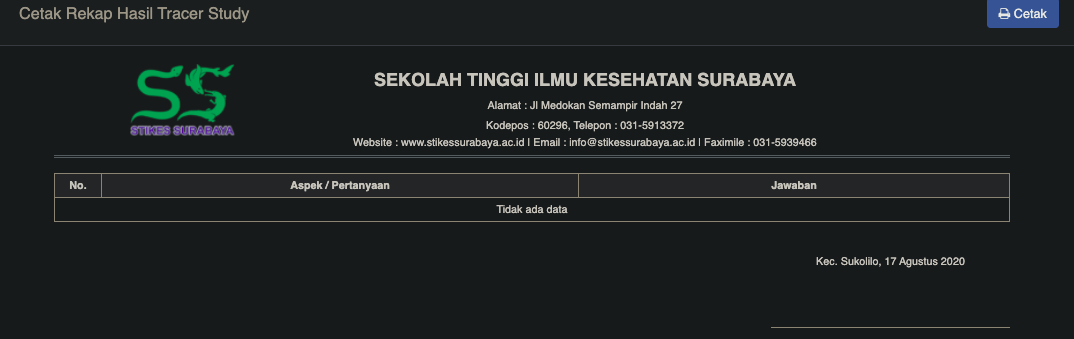 Cetak Rekap Hasil Tracer Study
Cetak
STIKES SURABAYA
SEKOLAH TINGGI ILMU KESEHATAN SURABAYA
Alamat : Jl Medokan Semampir Indah 27
Kodepos : 60296, Telepon : 031-5913372
Website : www.stikessurabaya.ac.id I Email : info@stikessurabaya.ac.id I Faximile : 031-5939466
No. Aspek / Pertanyaan Jawaban
Tidak ada data
Kec. Sukolilo, 17 Agustus 2020